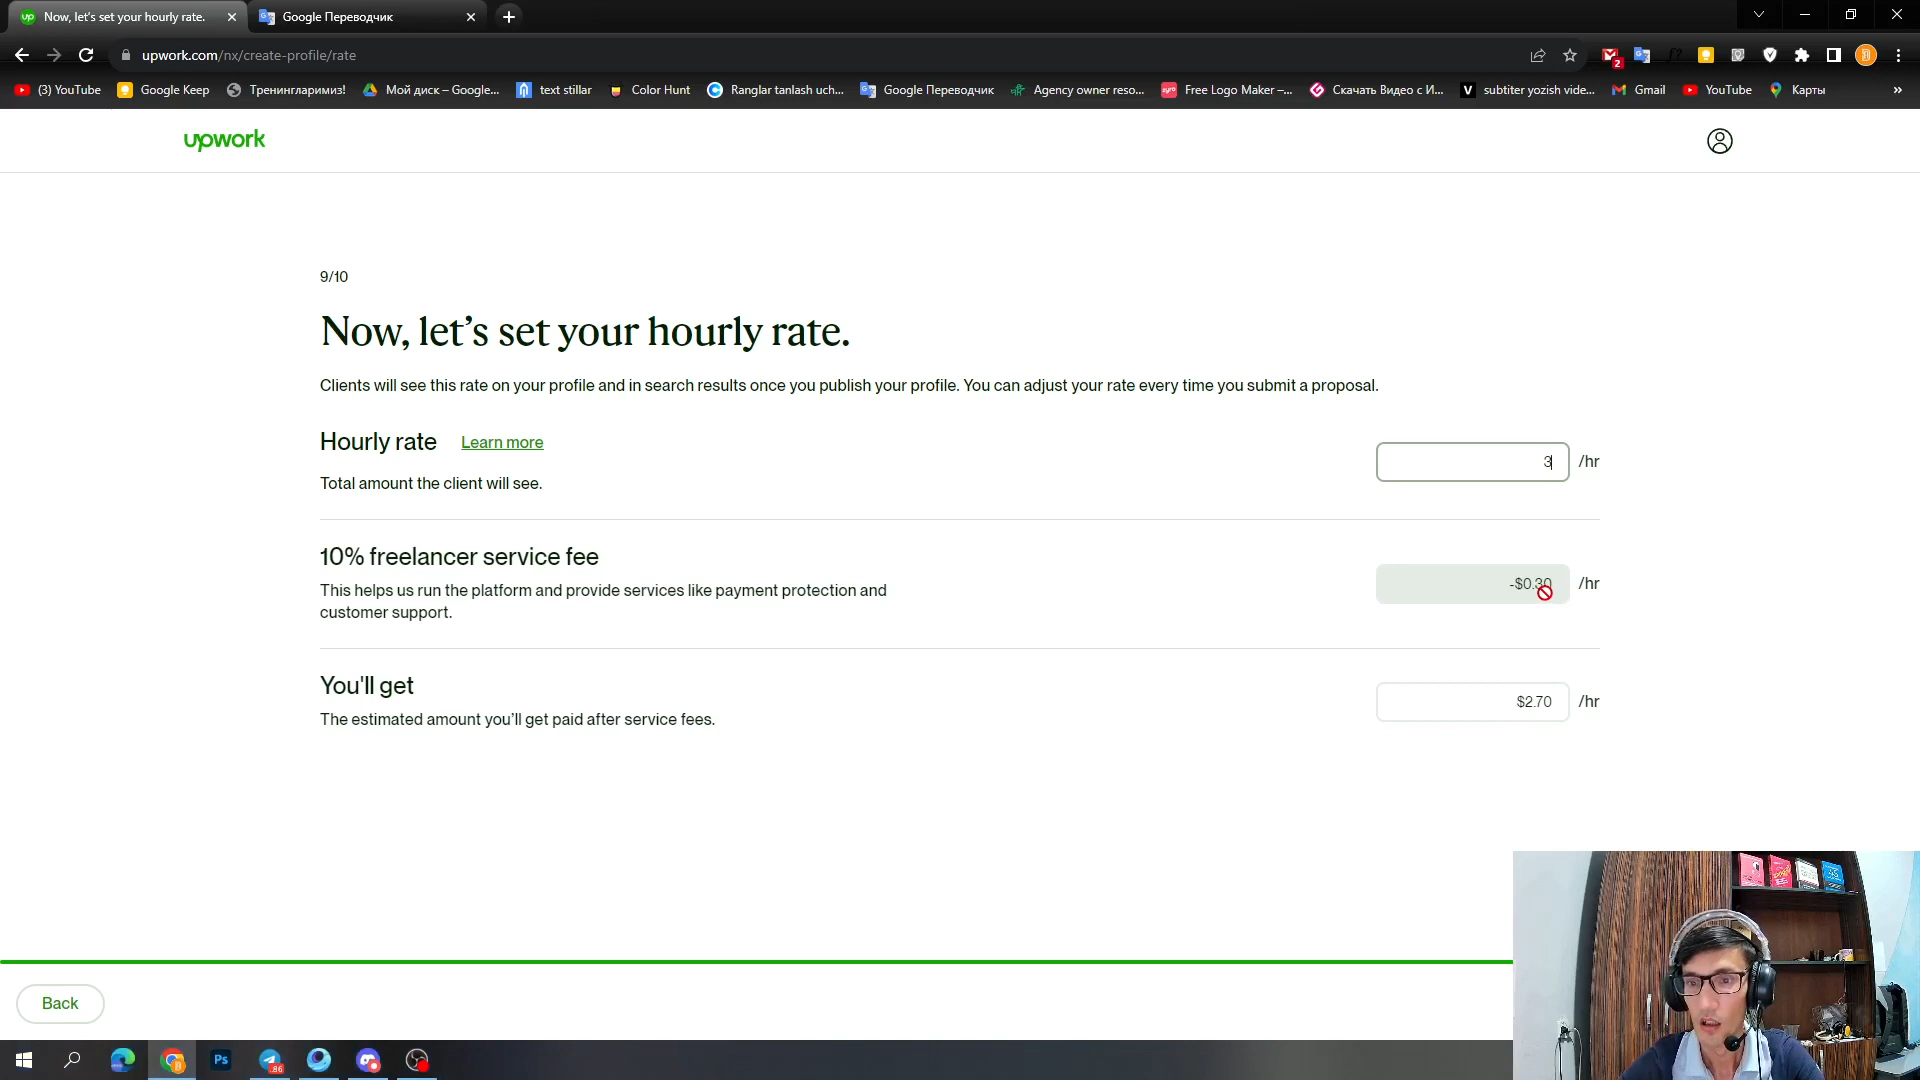 Now, let's set your hourly rate.
Google Переводчик
upwork.com/nx/create-profile/rate
2
(3) YouTube
Google Keep
Тренингларимиз!
Мой диск – Google...
text stillar
Color Hunt
Ranglar tanlash uch...
Google Переводчик
Agency owner reso...
Free Logo Maker –...
Скачать Видео с И...
subtiter yozish vide...
Gmail
YouTube
Карты
»
upwork
9/10
Now, let’s set your hourly rate.
Clients will see this rate on your profile and in search results once you publish your profile. You can adjust your rate every time you submit a proposal.
Hourly rate Learn more
3 /hr
Total amount the client will see.
10% freelancer service fee
-$0.30 /hr
This helps us run the platform and provide services like payment protection and
customer support.
You'll get
$2.70 /hr
The estimated amount you’ll get paid after service fees.
Back
Ps
86